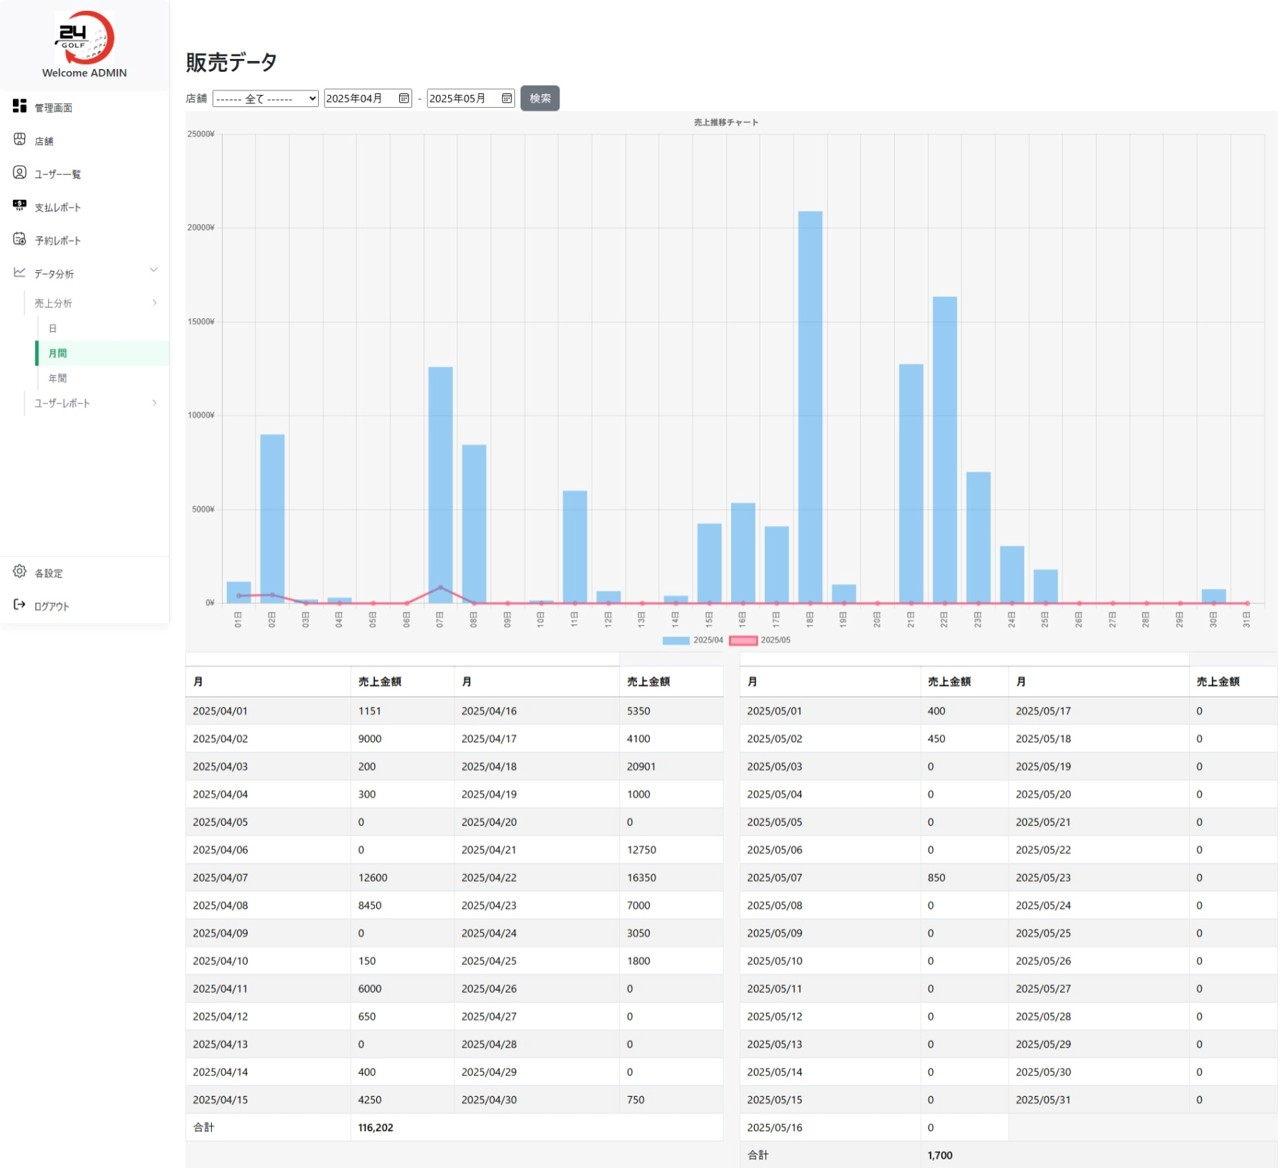 24
GOLF
Welcome ADMIN
管理画面
店舗
ユーザー一覧
支払レポート
予約レポート
データ分析
売上分析
日
月間
年間
ユーザーレポート
各設定
ログアウト
販売データ
店舗 ------ 全て ------ 2025年04月 - 2025年05月 検索
売上推移チャート
25000¥
20000¥
15000¥
10000¥
5000¥
0¥
01日 02日 03日 04日 05日 06日 07日 08日 09日 10日 11日 12日 13日 14日 15日 16日 17日 18日 19日 20日 21日 22日 23日 24日 25日 26日 27日 28日 29日 30日 31日
2025/04 2025/05
月 売上金額 月 売上金額
2025/04/01 1151 2025/04/16 5350
2025/04/02 9000 2025/04/17 4100
2025/04/03 200 2025/04/18 20901
2025/04/04 300 2025/04/19 1000
2025/04/05 0 2025/04/20 0
2025/04/06 0 2025/04/21 12750
2025/04/07 12600 2025/04/22 16350
2025/04/08 8450 2025/04/23 7000
2025/04/09 0 2025/04/24 3050
2025/04/10 150 2025/04/25 1800
2025/04/11 6000 2025/04/26 0
2025/04/12 650 2025/04/27 0
2025/04/13 0 2025/04/28 0
2025/04/14 400 2025/04/29 0
2025/04/15 4250 2025/04/30 750
合計 116,202
月 売上金額 月 売上金額
2025/05/01 400 2025/05/17 0
2025/05/02 450 2025/05/18 0
2025/05/03 0 2025/05/19 0
2025/05/04 0 2025/05/20 0
2025/05/05 0 2025/05/21 0
2025/05/06 0 2025/05/22 0
2025/05/07 850 2025/05/23 0
2025/05/08 0 2025/05/24 0
2025/05/09 0 2025/05/25 0
2025/05/10 0 2025/05/26 0
2025/05/11 0 2025/05/27 0
2025/05/12 0 2025/05/28 0
2025/05/13 0 2025/05/29 0
2025/05/14 0 2025/05/30 0
2025/05/15 0 2025/05/31 0
2025/05/16 0
合計 1,700